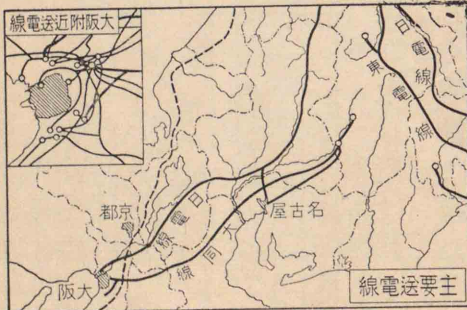 線電送近附阪大
日電線
東電線
都京
線電日
屋古名
線同大
阪大
線電送要主